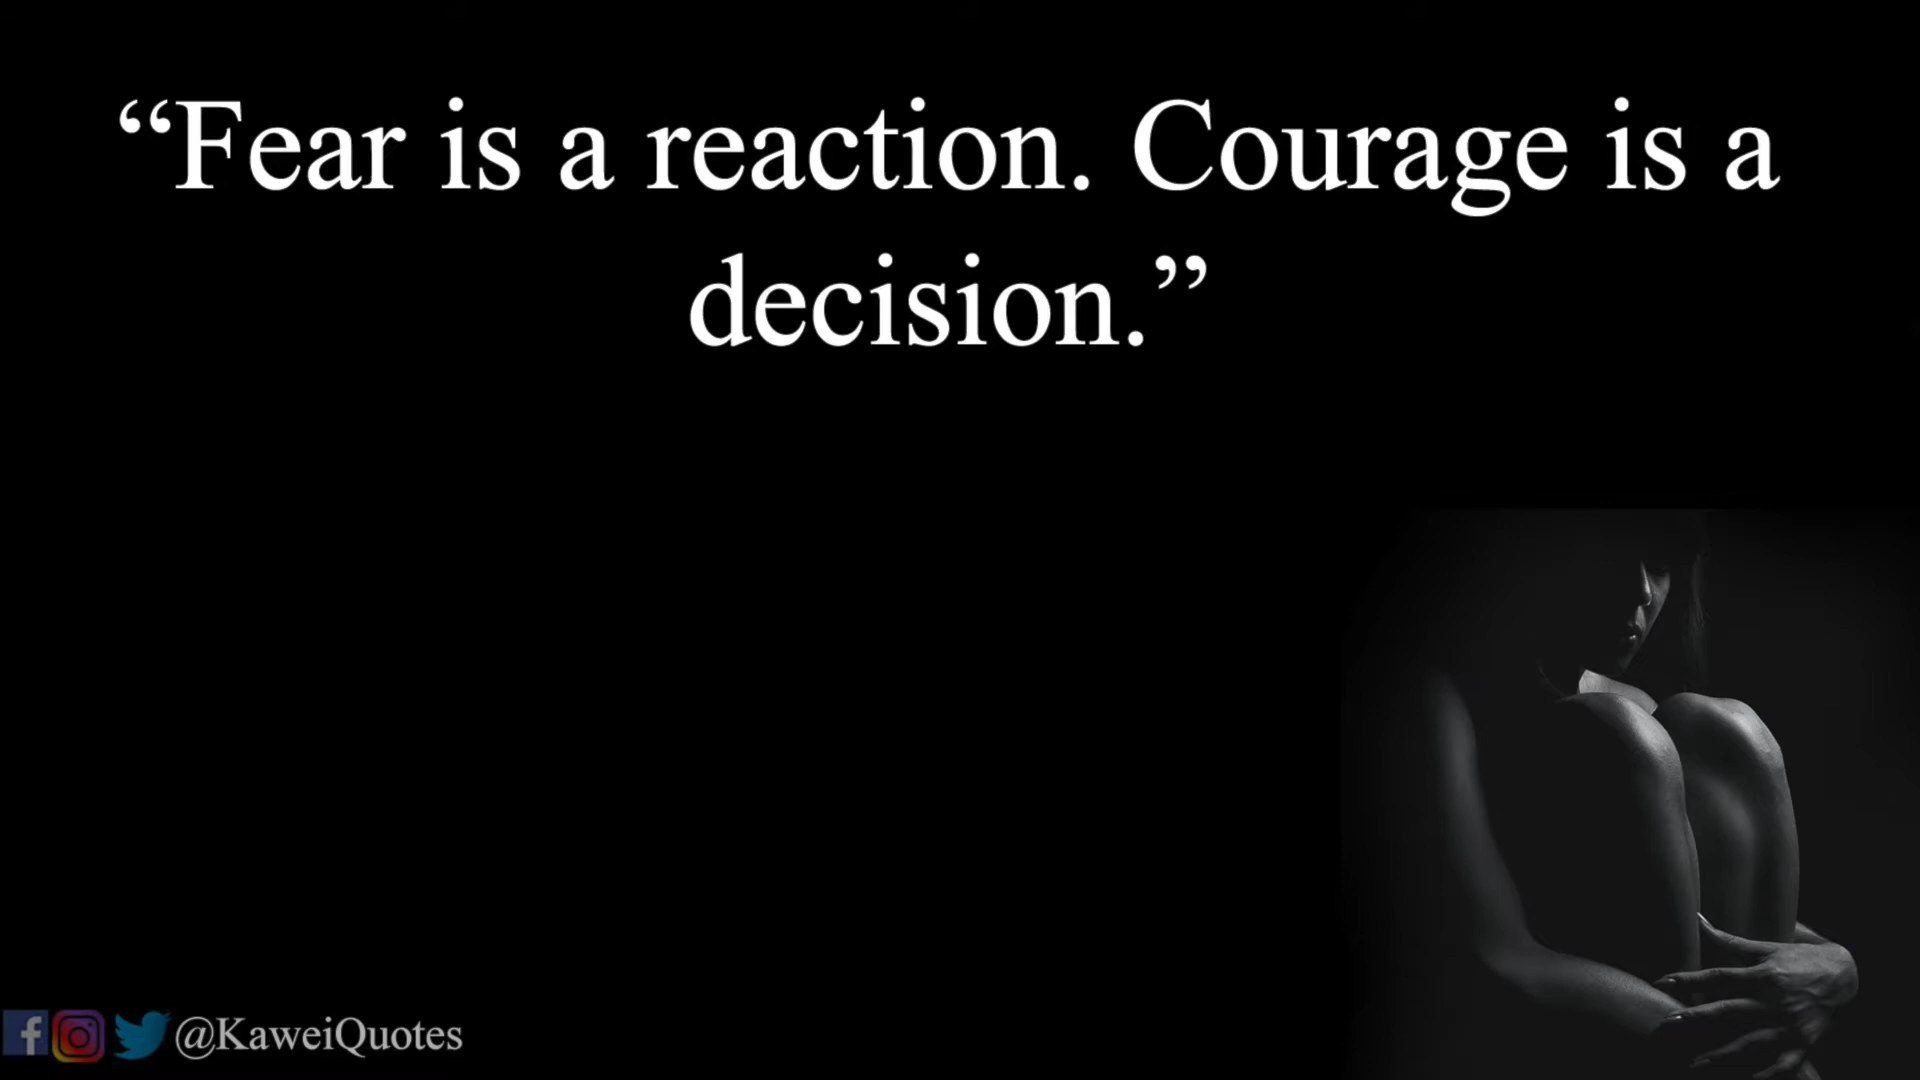 “Fear is a reaction. Courage is a
decision.”
@KaweiQuotes